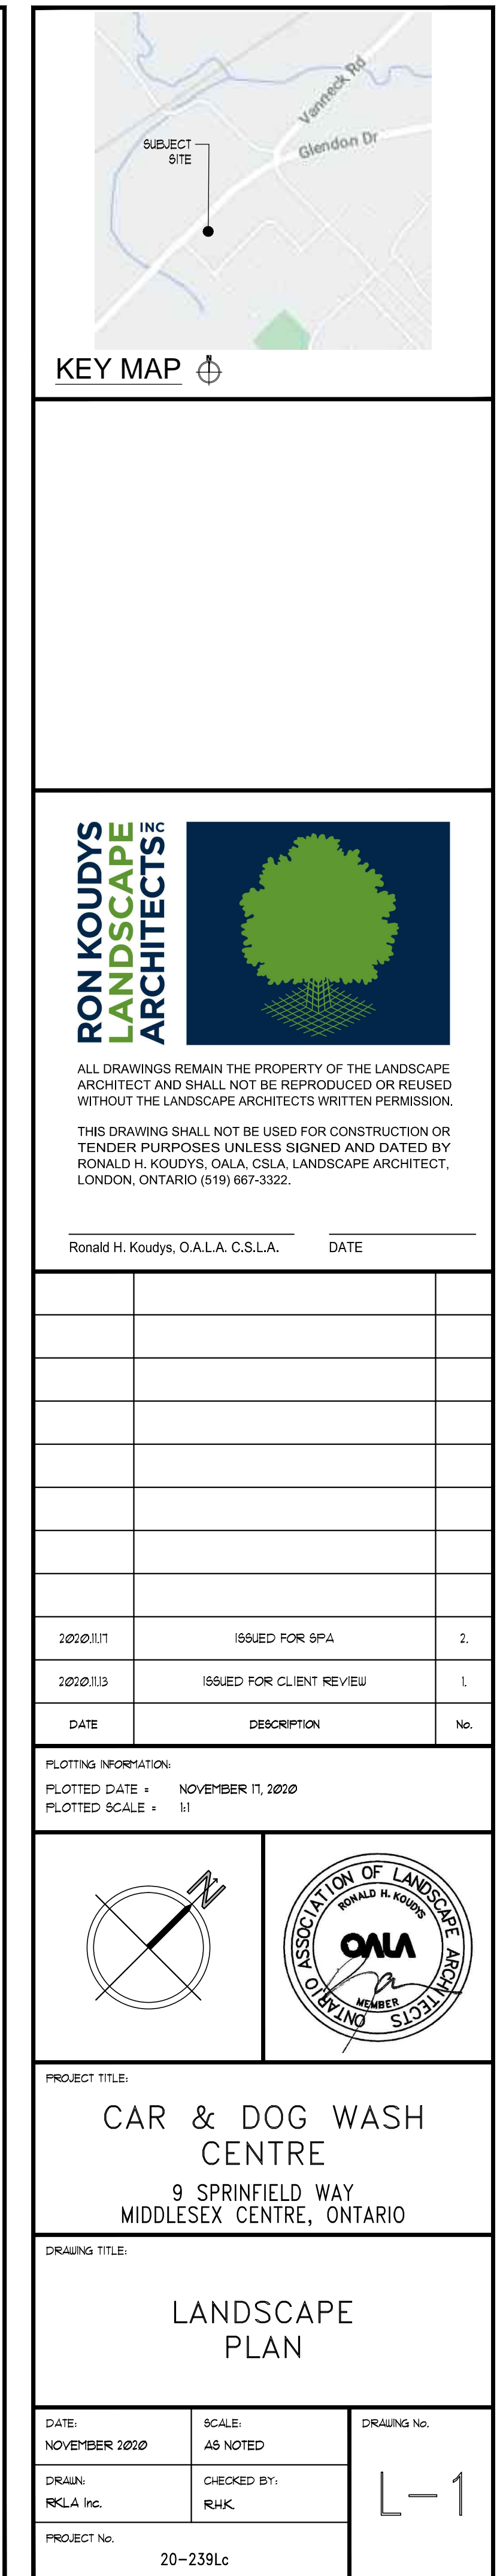 Vanneck Rd
Glendon Dr
SUBJECT
SITE
KEY MAP
N
RON KOUDYS
LANDSCAPE
ARCHITECTS INC
ALL DRAWINGS REMAIN THE PROPERTY OF THE LANDSCAPE
ARCHITECT AND SHALL NOT BE REPRODUCED OR REUSED
WITHOUT THE LANDSCAPE ARCHITECTS WRITTEN PERMISSION.
THIS DRAWING SHALL NOT BE USED FOR CONSTRUCTION OR
TENDER PURPOSES UNLESS SIGNED AND DATED BY
RONALD H. KOUDYS, OALA, CSLA, LANDSCAPE ARCHITECT,
LONDON, ONTARIO (519) 667-3322.
Ronald H. Koudys, O.A.L.A. C.S.L.A. DATE
2020.11.17 ISSUED FOR SPA 2.
2020.11.13 ISSUED FOR CLIENT REVIEW 1.
DATE DESCRIPTION No.
PLOTTING INFORMATION:
PLOTTED DATE = NOVEMBER 17, 2020
PLOTTED SCALE = 1:1
N
ONTARIO ASSOCIATION OF LANDSCAPE ARCHITECTS
RONALD H. KOUDYS
OALA
MEMBER
PROJECT TITLE:
CAR & DOG WASH
CENTRE
9 SPRINFIELD WAY
MIDDLESEX CENTRE, ONTARIO
DRAWING TITLE:
LANDSCAPE
PLAN
DATE: SCALE: DRAWING No.
NOVEMBER 2020 AS NOTED
DRAWN: CHECKED BY:
RKLA Inc. R.H.K.
L-1
PROJECT No.
20-239Lc